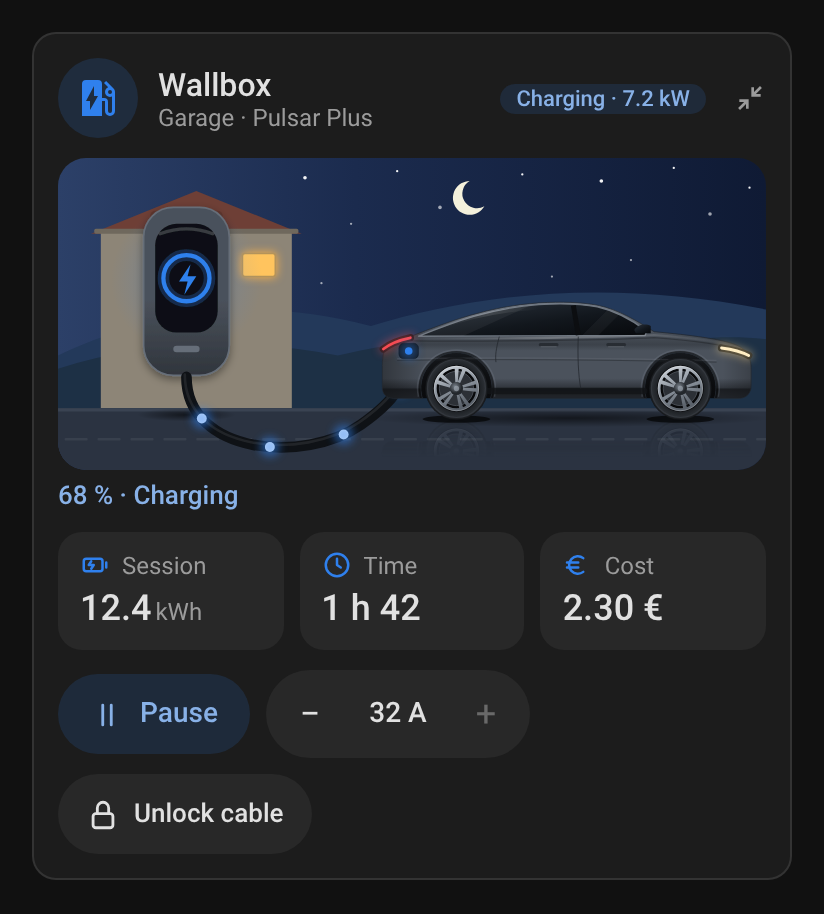 Wallbox
Garage · Pulsar Plus
Charging · 7.2 kW
68 % · Charging
Session
12.4 kWh
Time
1 h 42
Cost
2.30 €
Pause
− 32 A +
Unlock cable